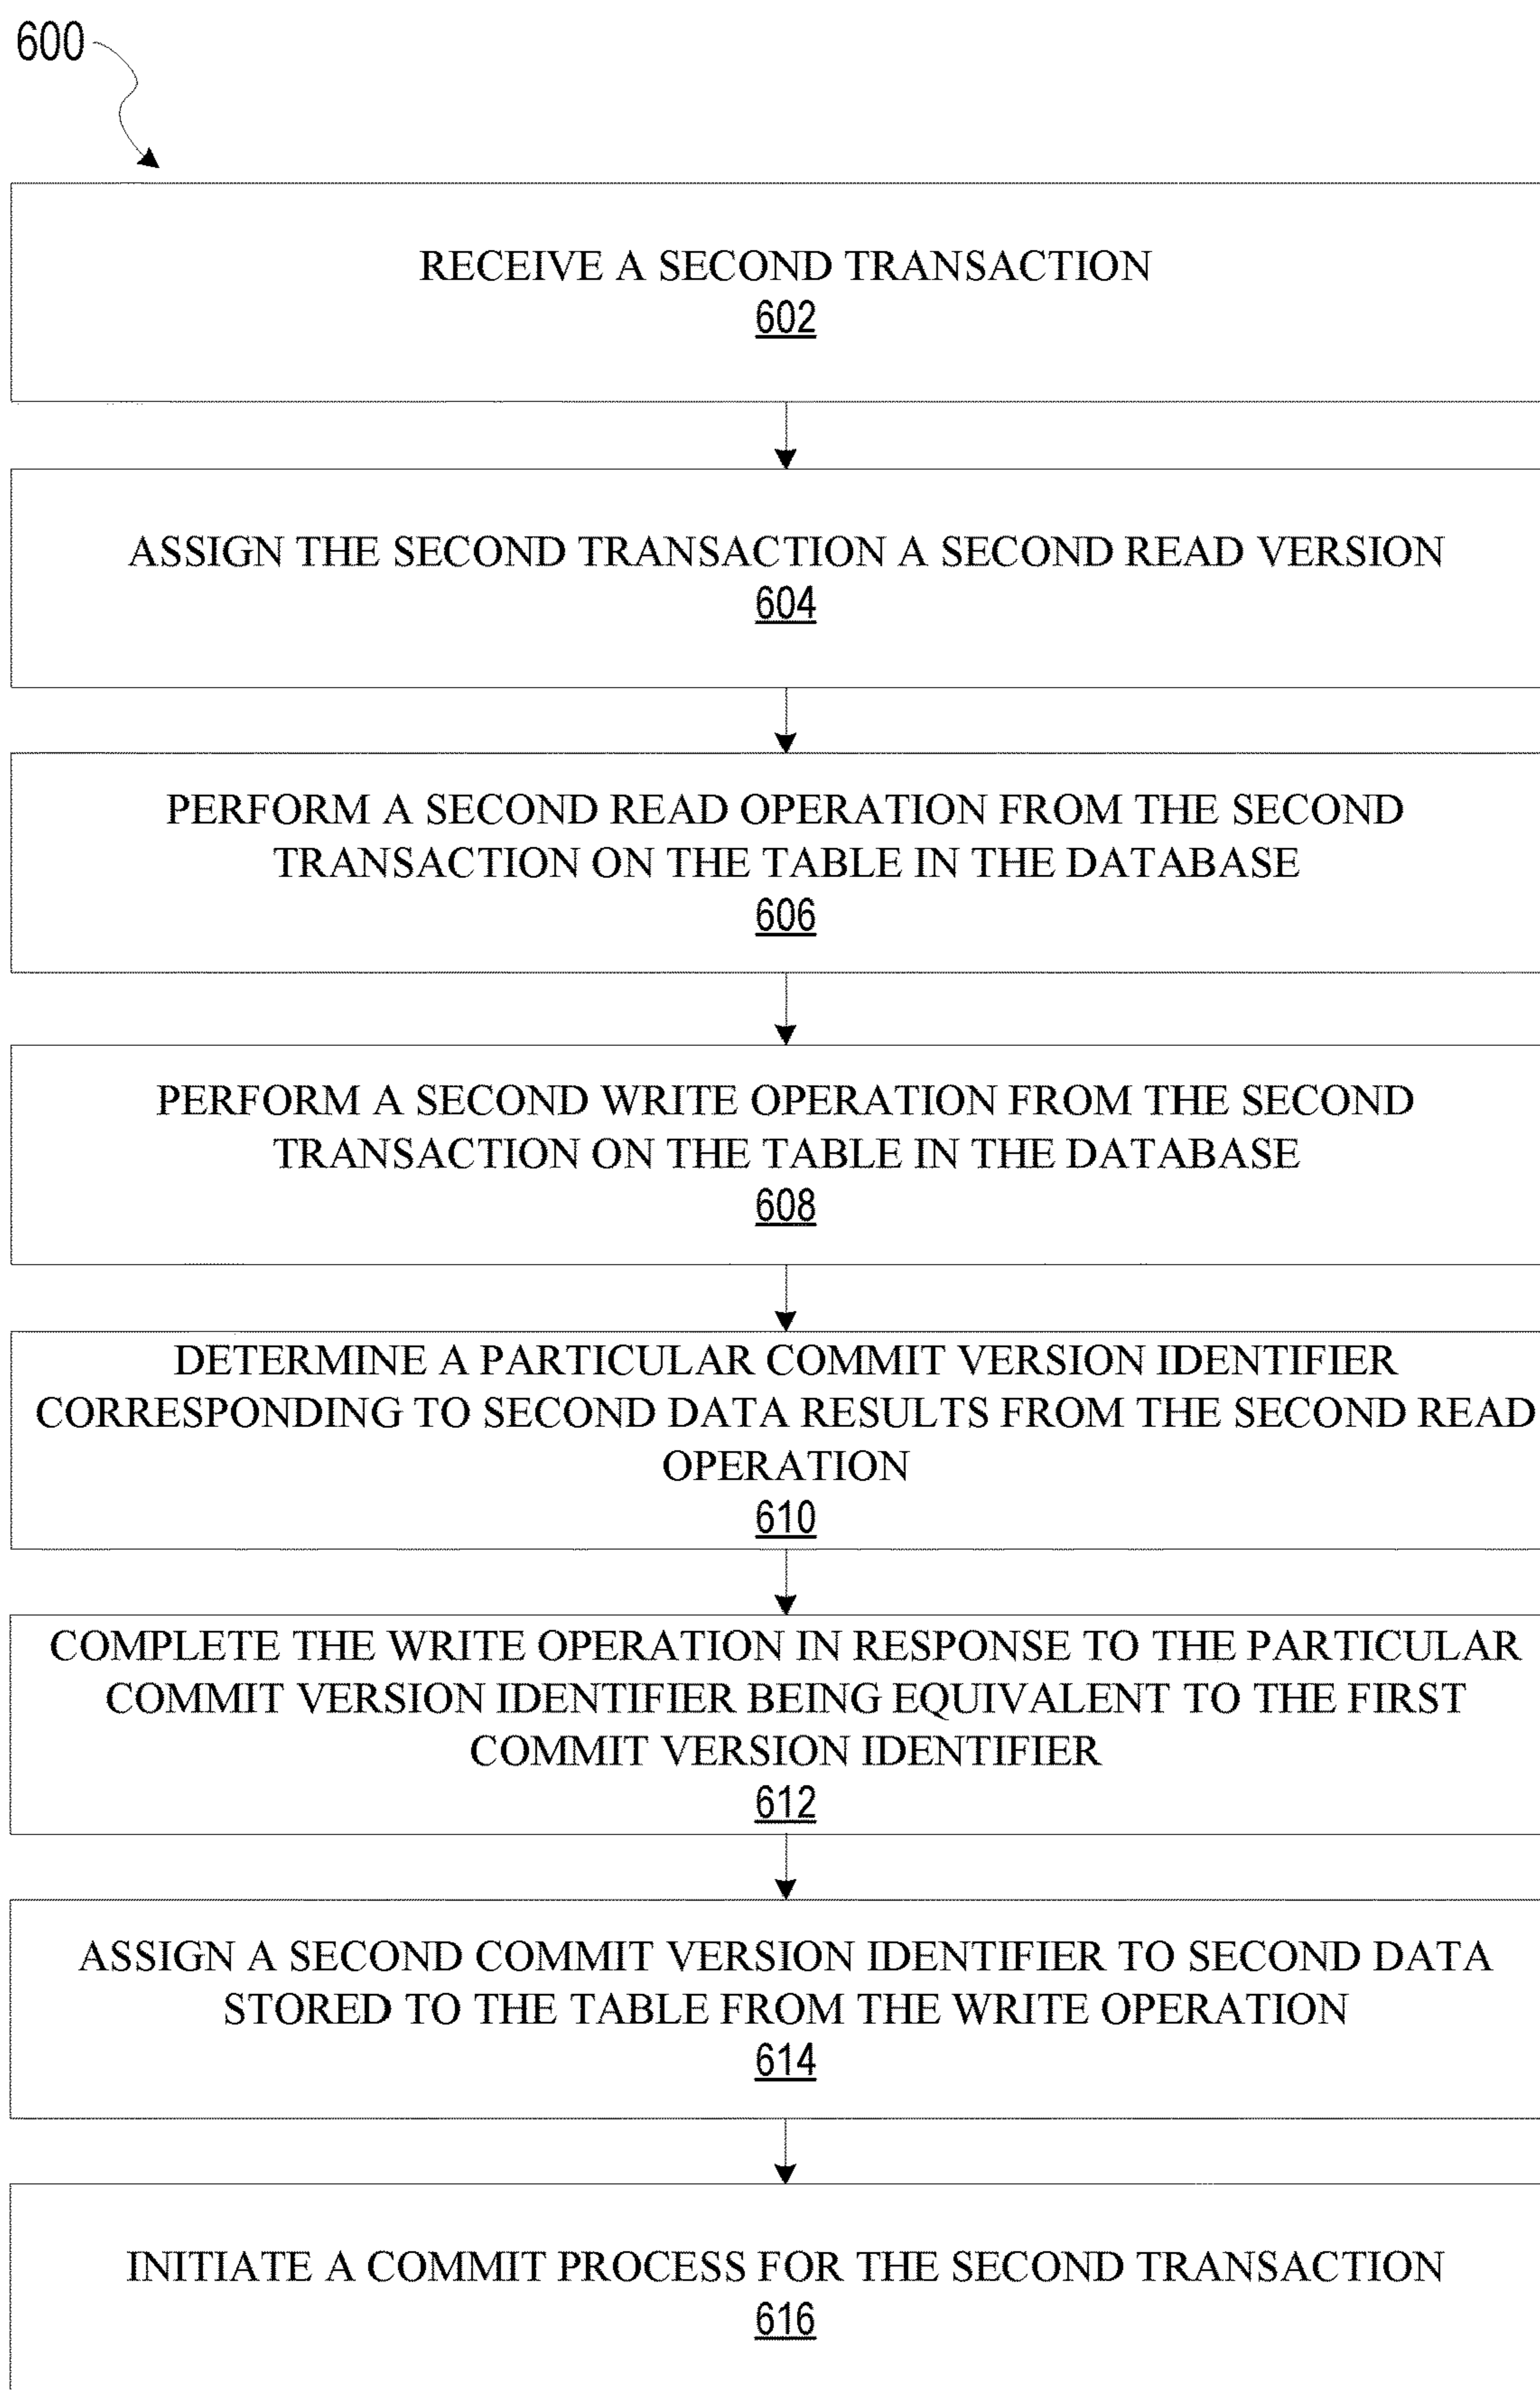 600
RECEIVE A SECOND TRANSACTION
602
ASSIGN THE SECOND TRANSACTION A SECOND READ VERSION
604
PERFORM A SECOND READ OPERATION FROM THE SECOND
TRANSACTION ON THE TABLE IN THE DATABASE
606
PERFORM A SECOND WRITE OPERATION FROM THE SECOND
TRANSACTION ON THE TABLE IN THE DATABASE
608
DETERMINE A PARTICULAR COMMIT VERSION IDENTIFIER
CORRESPONDING TO SECOND DATA RESULTS FROM THE SECOND READ
OPERATION
610
COMPLETE THE WRITE OPERATION IN RESPONSE TO THE PARTICULAR
COMMIT VERSION IDENTIFIER BEING EQUIVALENT TO THE FIRST
COMMIT VERSION IDENTIFIER
612
ASSIGN A SECOND COMMIT VERSION IDENTIFIER TO SECOND DATA
STORED TO THE TABLE FROM THE WRITE OPERATION
614
INITIATE A COMMIT PROCESS FOR THE SECOND TRANSACTION
616